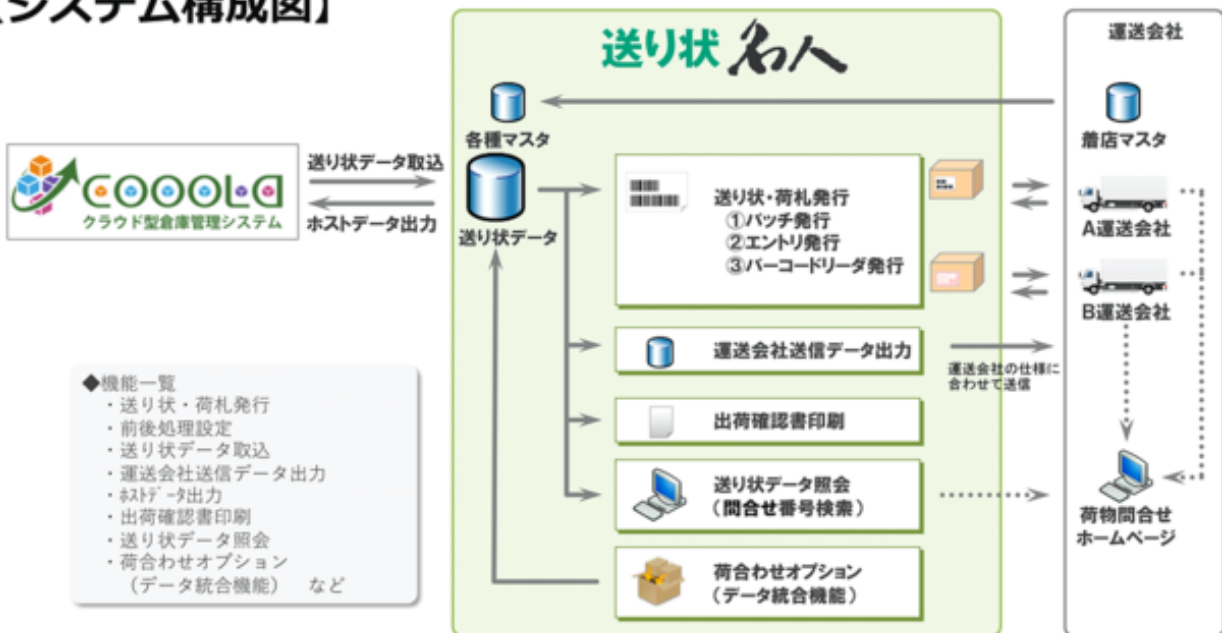 【システム構成図】
送り状 名人
運送会社
各種マスタ
着店マスタ
COOOLa
クラウド型倉庫管理システム
送り状データ取込
ホストデータ出力
送り状データ
送り状・荷札発行
①バッチ発行
②エントリ発行
③バーコードリーダ発行
A運送会社
B運送会社
運送会社送信データ出力
運送会社の仕様に
合わせて送信
出荷確認書印刷
送り状データ照会
(問合せ番号検索)
荷物問合せ
ホームページ
荷合わせオプション
(データ統合機能)
◆機能一覧
・送り状・荷札発行
・前後処理設定
・送り状データ取込
・運送会社送信データ出力
・ﾎｽﾄﾃﾞｰﾀ出力
・出荷確認書印刷
・送り状データ照会
・荷合わせオプション
(データ統合機能) など